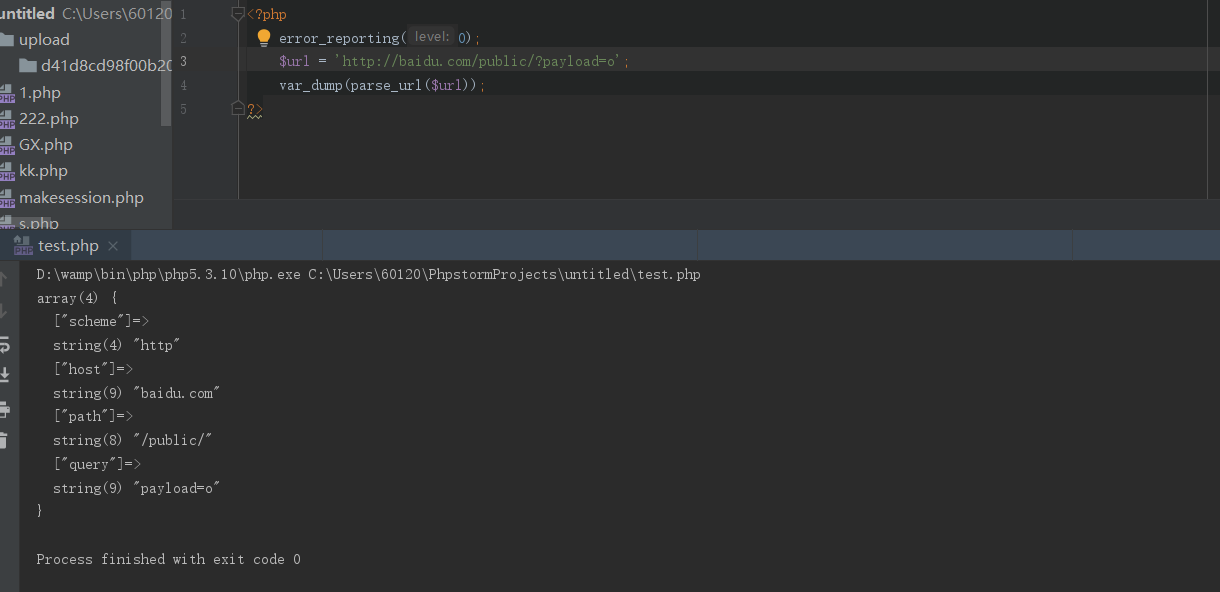 untitled C:\Users\60120
upload
d41d8cd98f00b20
1.php
222.php
GX.php
kk.php
makesession.php
s.php
1 <?php
2 error_reporting( level: 0);
3 $url = 'http://baidu.com/public/?payload=o';
4 var_dump(parse_url($url));
5 ?>
test.php
D:\wamp\bin\php\php5.3.10\php.exe C:\Users\60120\PhpstormProjects\untitled\test.php
array(4) {
["scheme"]=>
string(4) "http"
["host"]=>
string(9) "baidu.com"
["path"]=>
string(8) "/public/"
["query"]=>
string(9) "payload=o"
}
Process finished with exit code 0